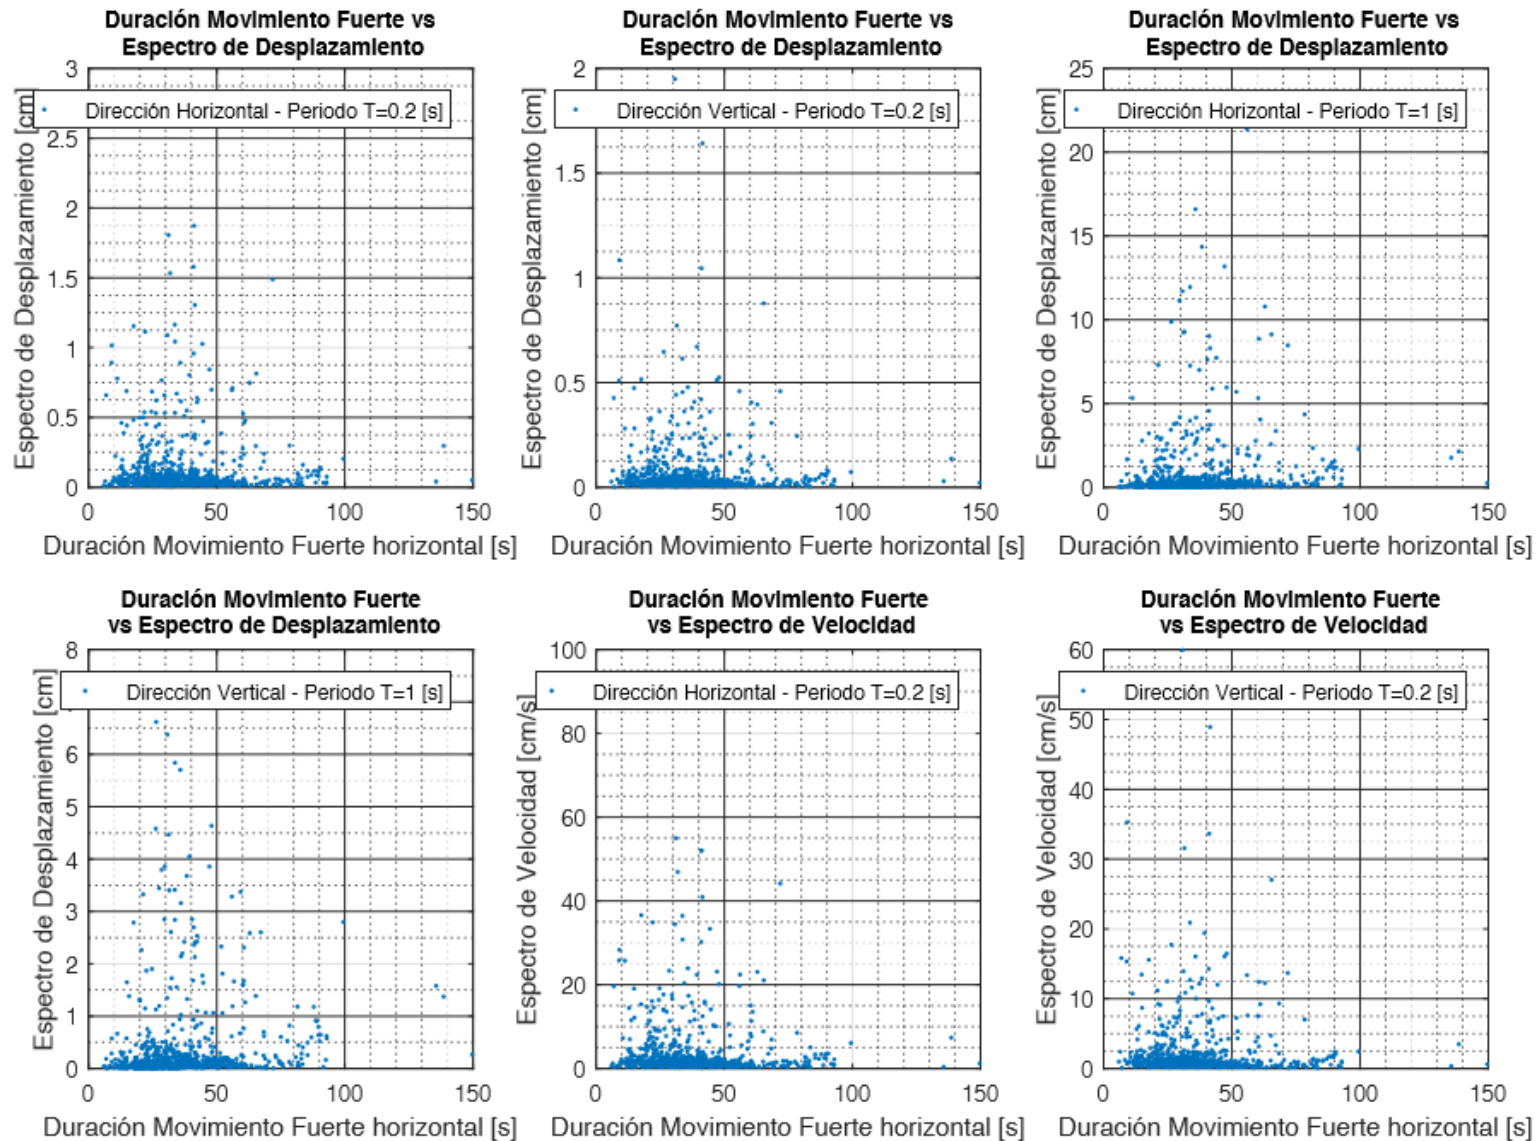 Duración Movimiento Fuerte vs
Espectro de Desplazamiento
3
Dirección Horizontal - Periodo T=0.2 [s]
2.5
2
1.5
1
0.5
0
Espectro de Desplazamiento [cm]
0 50 100 150
Duración Movimiento Fuerte horizontal [s]
Duración Movimiento Fuerte vs
Espectro de Desplazamiento
2
Dirección Vertical - Periodo T=0.2 [s]
1.5
1
0.5
0
Espectro de Desplazamiento [cm]
0 50 100 150
Duración Movimiento Fuerte horizontal [s]
Duración Movimiento Fuerte vs
Espectro de Desplazamiento
25
Dirección Horizontal - Periodo T=1 [s]
20
15
10
5
0
Espectro de Desplazamiento [cm]
0 50 100 150
Duración Movimiento Fuerte horizontal [s]
Duración Movimiento Fuerte
vs Espectro de Desplazamiento
8
Dirección Vertical - Periodo T=1 [s]
6
5
4
3
2
1
0
Espectro de Desplazamiento [cm]
0 50 100 150
Duración Movimiento Fuerte horizontal [s]
Duración Movimiento Fuerte
vs Espectro de Velocidad
100
Dirección Horizontal - Periodo T=0.2 [s]
80
60
40
20
0
Espectro de Velocidad [cm/s]
0 50 100 150
Duración Movimiento Fuerte horizontal [s]
Duración Movimiento Fuerte
vs Espectro de Velocidad
60
Dirección Vertical - Periodo T=0.2 [s]
50
40
30
20
10
0
Espectro de Velocidad [cm/s]
0 50 100 150
Duración Movimiento Fuerte horizontal [s]